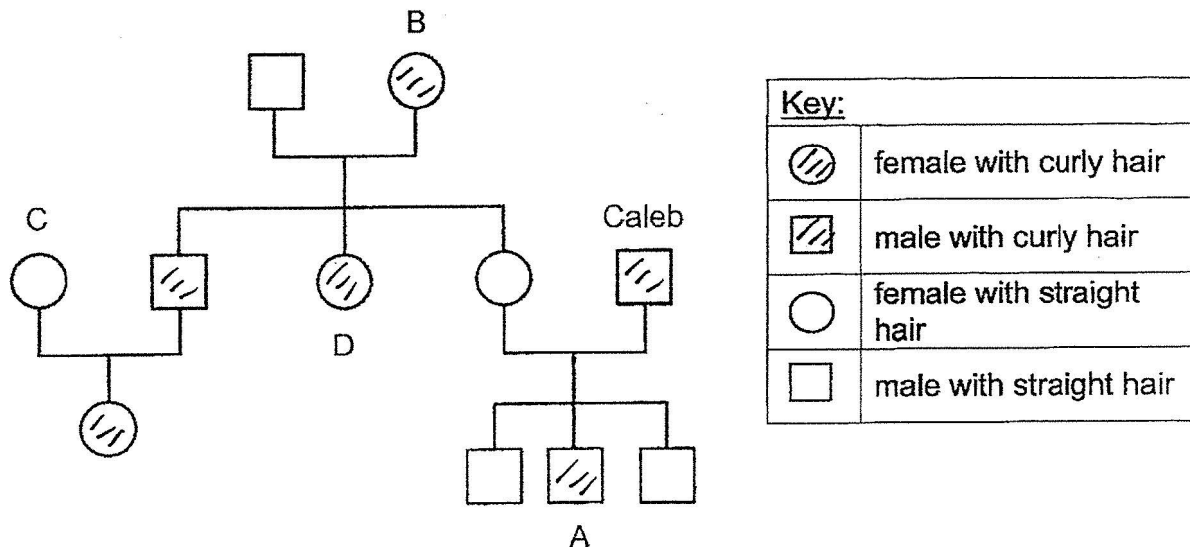 B
C
Caleb
D
A
Key:
female with curly hair
male with curly hair
female with straight
hair
male with straight hair